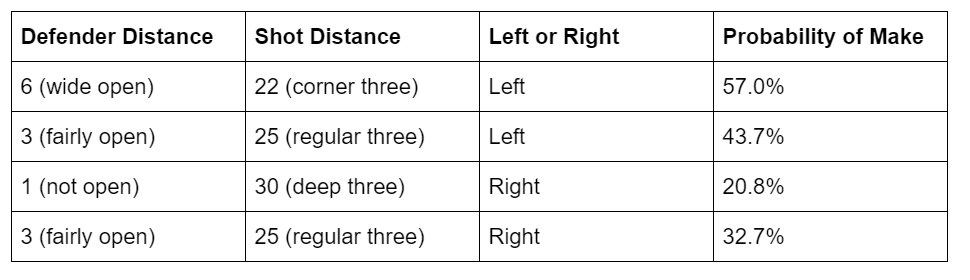 Defender Distance Shot Distance Left or Right Probability of Make
6 (wide open) 22 (corner three) Left 57.0%
3 (fairly open) 25 (regular three) Left 43.7%
1 (not open) 30 (deep three) Right 20.8%
3 (fairly open) 25 (regular three) Right 32.7%